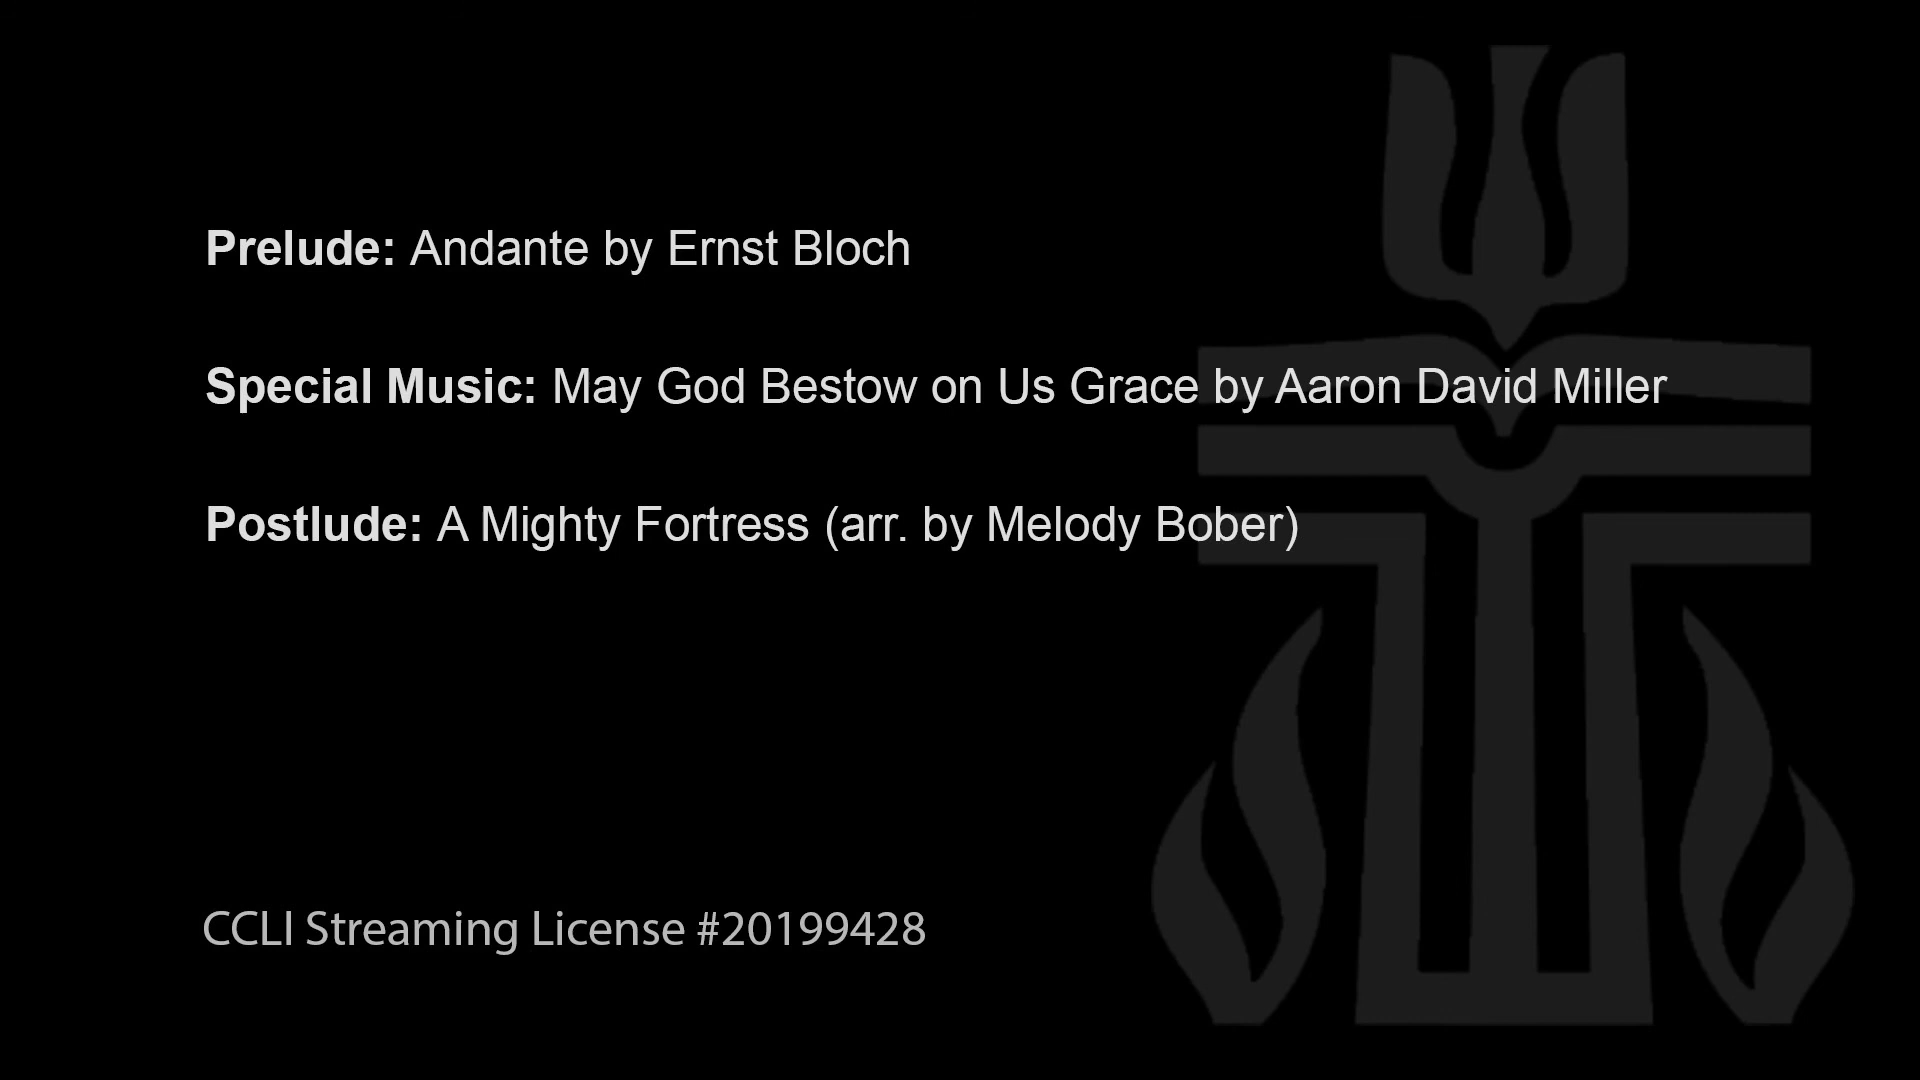 Prelude: Andante by Ernst Bloch
Special Music: May God Bestow on Us Grace by Aaron David Miller
Postlude: A Mighty Fortress (arr. by Melody Bober)
CCLI Streaming License #20199428